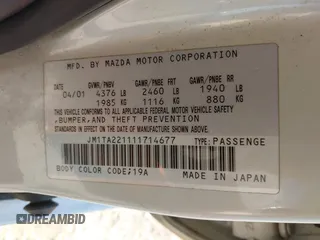 MFD. BY MAZDA MOTOR CORPORATION
GVWR/PNBV GAWR/PNBE FRT GAWR/PNBE RR
04/01 4376 LB 2460 LB 1940 LB
1985 KG 1116 KG 880 KG
THIS VEHICLE CONFORMS TO ALL APPLICABLE
FEDERAL MOTOR VEHICLE SAFETY,
BUMPER, AND THEFT PREVENTION
STANDARDS IN EFFECT ON THE DATE OF
MANUFACTURE SHOWN ABOVE.
JM1TA221111714677 TYPE:PASSENGE
BODY COLOR CODE;19A MADE IN JAPAN
AUTOBIDMASTER